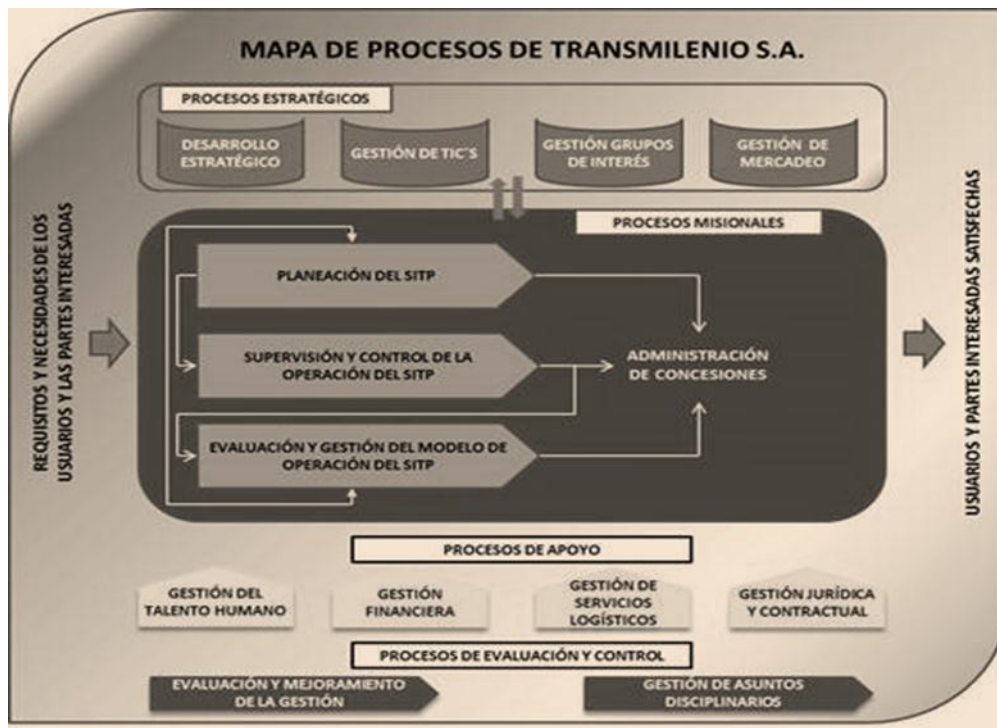 MAPA DE PROCESOS DE TRANSMILENIO S.A.
PROCESOS ESTRATÉGICOS
DESARROLLO
ESTRATÉGICO
GESTIÓN DE TIC´S
GESTIÓN GRUPOS
DE INTERÉS
GESTIÓN DE
MERCADEO
REQUISITOS Y NECESIDADES DE LOS
USUARIOS Y LAS PARTES INTERESADAS
PROCESOS MISIONALES
PLANEACIÓN DEL SITP
SUPERVISIÓN Y CONTROL DE LA
OPERACIÓN DEL SITP
EVALUACIÓN Y GESTIÓN DEL MODELO DE
OPERACIÓN DEL SITP
ADMINISTRACIÓN
DE CONCESIONES
USUARIOS Y PARTES INTERESADAS SATISFECHAS
PROCESOS DE APOYO
GESTIÓN DEL
TALENTO HUMANO
GESTIÓN
FINANCIERA
GESTIÓN DE
SERVICIOS
LOGÍSTICOS
GESTIÓN JURÍDICA
Y CONTRACTUAL
PROCESOS DE EVALUACIÓN Y CONTROL
EVALUACIÓN Y MEJORAMIENTO
DE LA GESTIÓN
GESTIÓN DE ASUNTOS
DISCIPLINARIOS